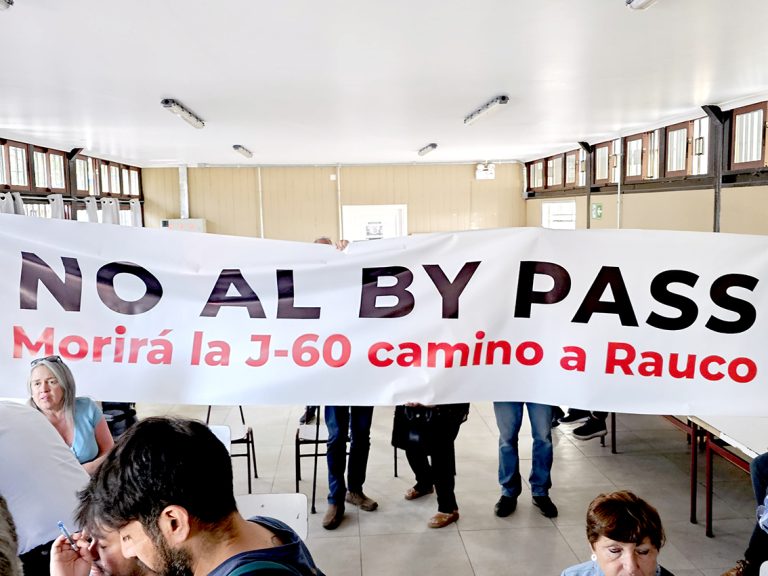 NO AL BY PASS
Morirá la J-60 camino a Rauco